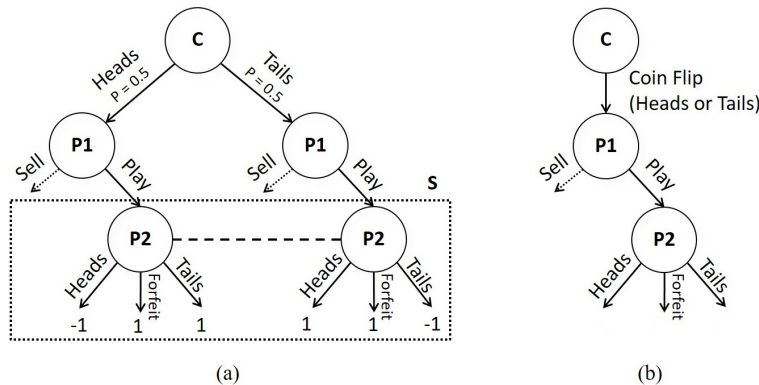 C
Heads
P = 0.5
Tails
P = 0.5
P1
P1
Sell
Play
Sell
Play
S
P2
P2
Heads
Forfeit
Tails
Heads
Forfeit
Tails
-1
1
1
1
1
-1
(a)
C
Coin Flip
(Heads or Tails)
P1
Sell
Play
P2
Heads
Forfeit
Tails
(b)